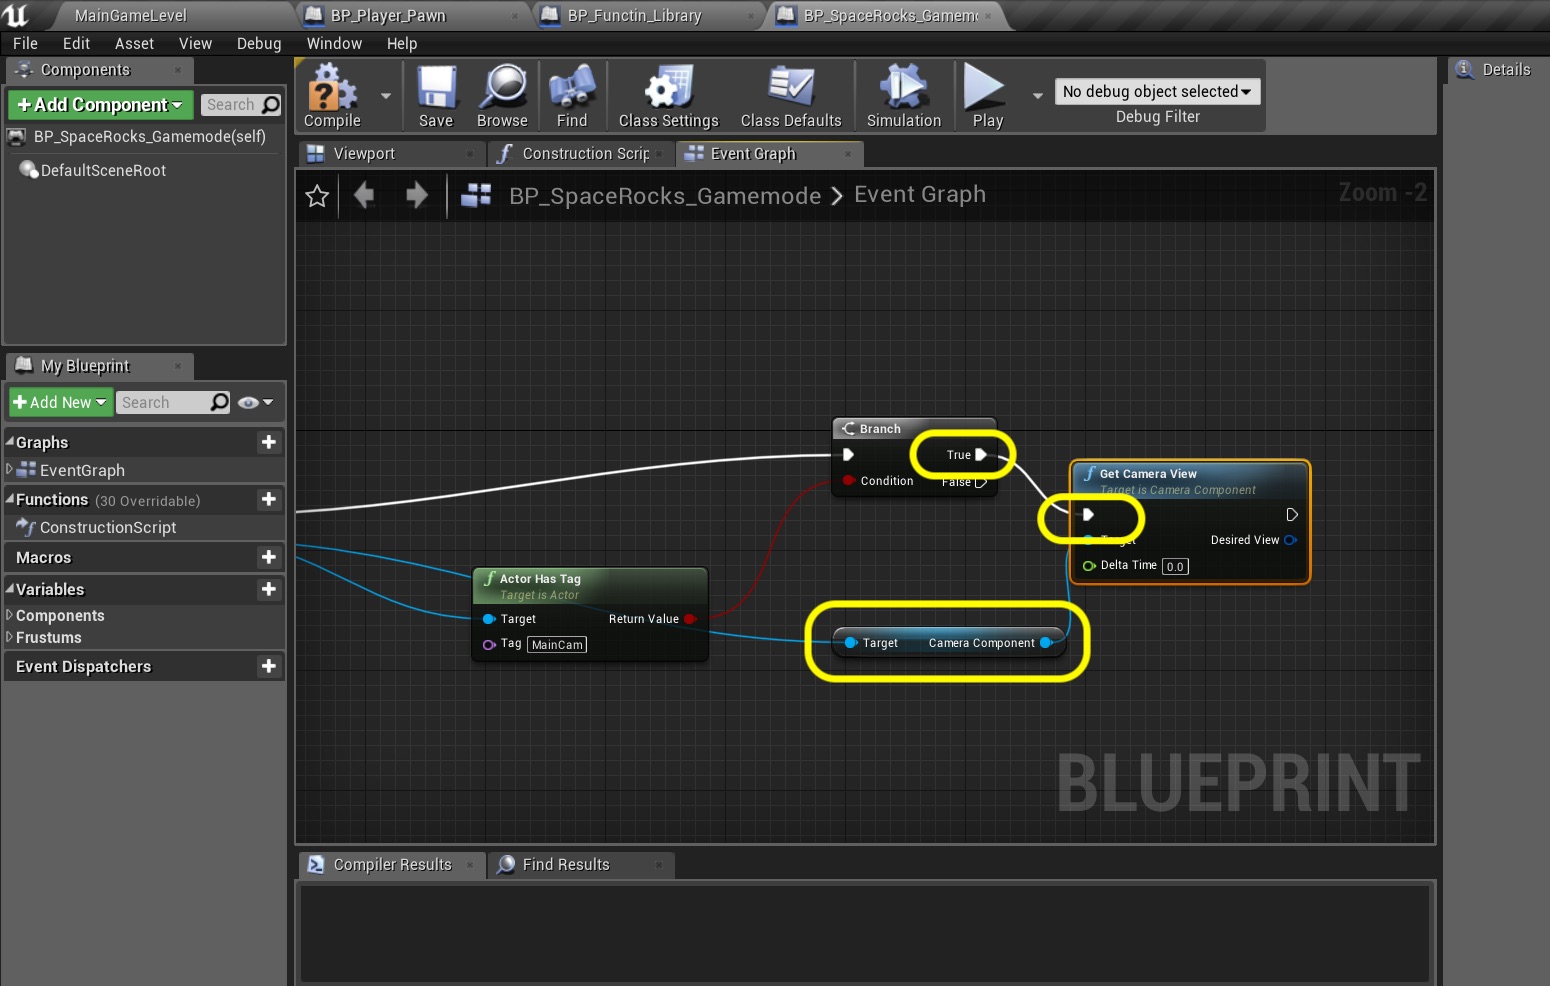 MainGameLevel
BP_Player_Pawn
BP_Functin_Library
BP_SpaceRocks_Gamem
File Edit Asset View Debug Window Help
Components
Details
+Add Component
Search
Compile
Save
Browse
Find
Class Settings
Class Defaults
Simulation
Play
No debug object selected
Debug Filter
BP_SpaceRocks_Gamemode(self)
DefaultSceneRoot
Viewport
Construction Scrip
Event Graph
BP_SpaceRocks_Gamemode > Event Graph
Zoom -2
My Blueprint
+Add New
Search
Graphs
EventGraph
Functions (30 Overridable)
ConstructionScript
Macros
Variables
Components
Frustums
Event Dispatchers
Branch
True
Condition
False
Get Camera View
Target is Camera Component
Target
Desired View
Delta Time 0.0
Actor Has Tag
Target is Actor
Target
Return Value
Tag MainCam
Target
Camera Component
BLUEPRINT
Compiler Results
Find Results